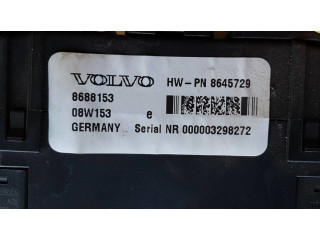 VOLVO HW-PN 8645729
8688153
08W153 e
GERMANY Serial NR 000003298272